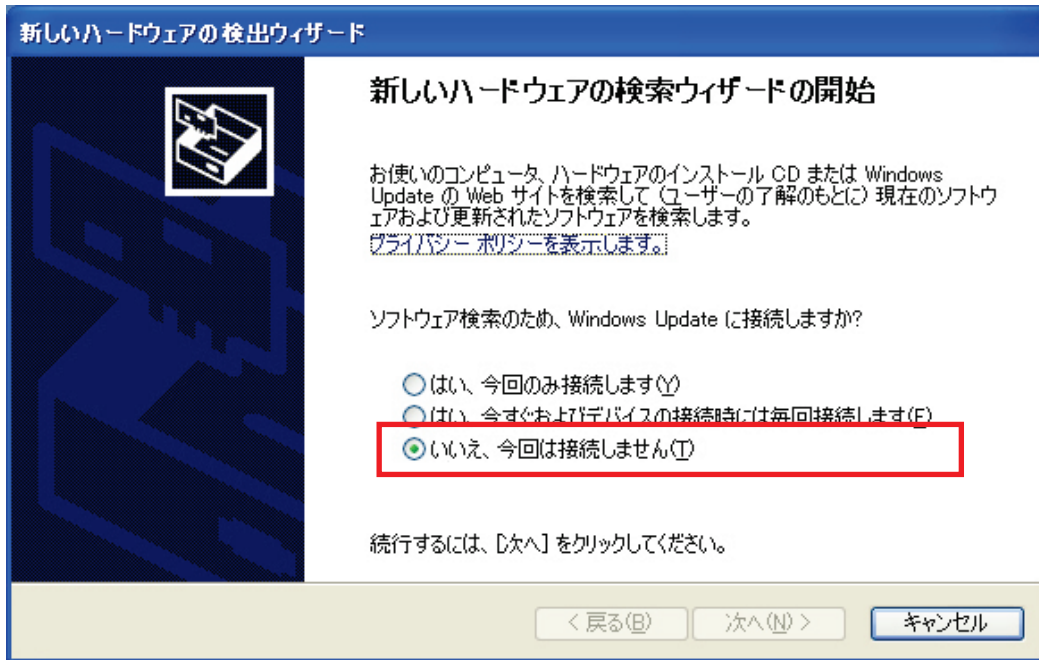 新しいハードウェアの検出ウィザード
新しいハードウェアの検索ウィザードの開始
お使いのコンピュータ、ハードウェアのインストール CD または Windows
Update の Web サイトを検索して (ユーザーの了解のもとに) 現在のソフトウ
ェアおよび更新されたソフトウェアを検索します。
プライバシー ポリシーを表示します。
ソフトウェア検索のため、Windows Update に接続しますか?
はい、今回のみ接続します(Y)
はい、今すぐおよびデバイスの接続時には毎回接続します(E)
いいえ、今回は接続しません(T)
続行するには、[次へ] をクリックしてください。
< 戻る(B) 次へ(N) > キャンセル